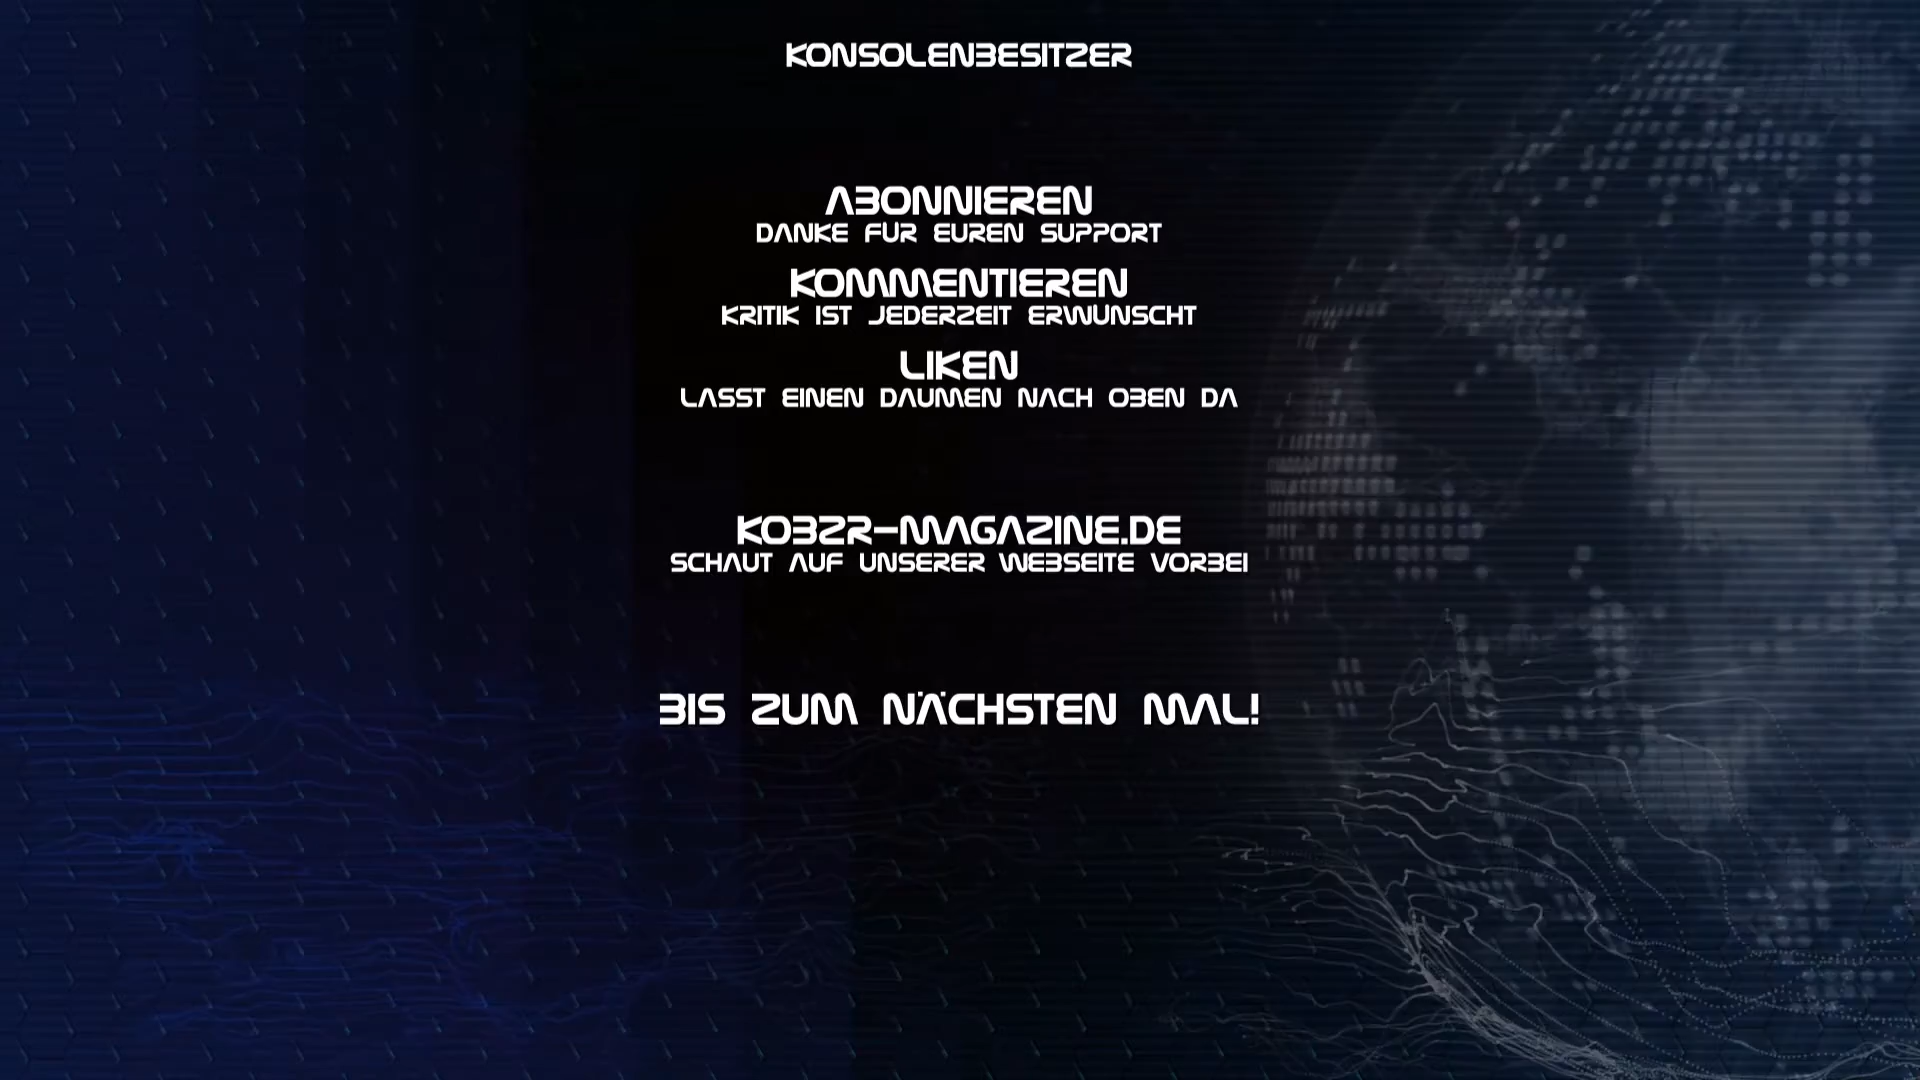 KONSOLENBESITZER
ABONNIEREN
DANKE FÜR EUREN SUPPORT
KOMMENTIEREN
KRITIK IST JEDERZEIT ERWÜNSCHT
LIKEN
LASST EINEN DAUMEN NACH OBEN DA
KOBZR-MAGAZINE.DE
SCHAUT AUF UNSERER WEBSEITE VORBEI
BIS ZUM NÄCHSTEN MAL!